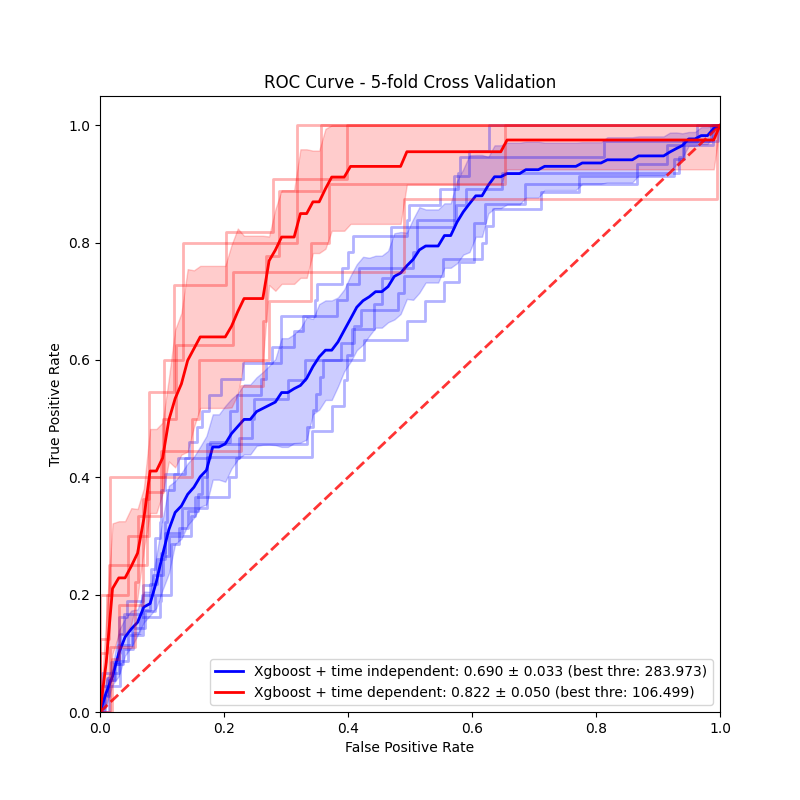 ROC Curve - 5-fold Cross Validation
True Positive Rate
1.0
0.8
0.6
0.4
0.2
0.0
Xgboost + time independent: 0.690 ± 0.033 (best thre: 283.973)
Xgboost + time dependent: 0.822 ± 0.050 (best thre: 106.499)
0.0 0.2 0.4 0.6 0.8 1.0
False Positive Rate